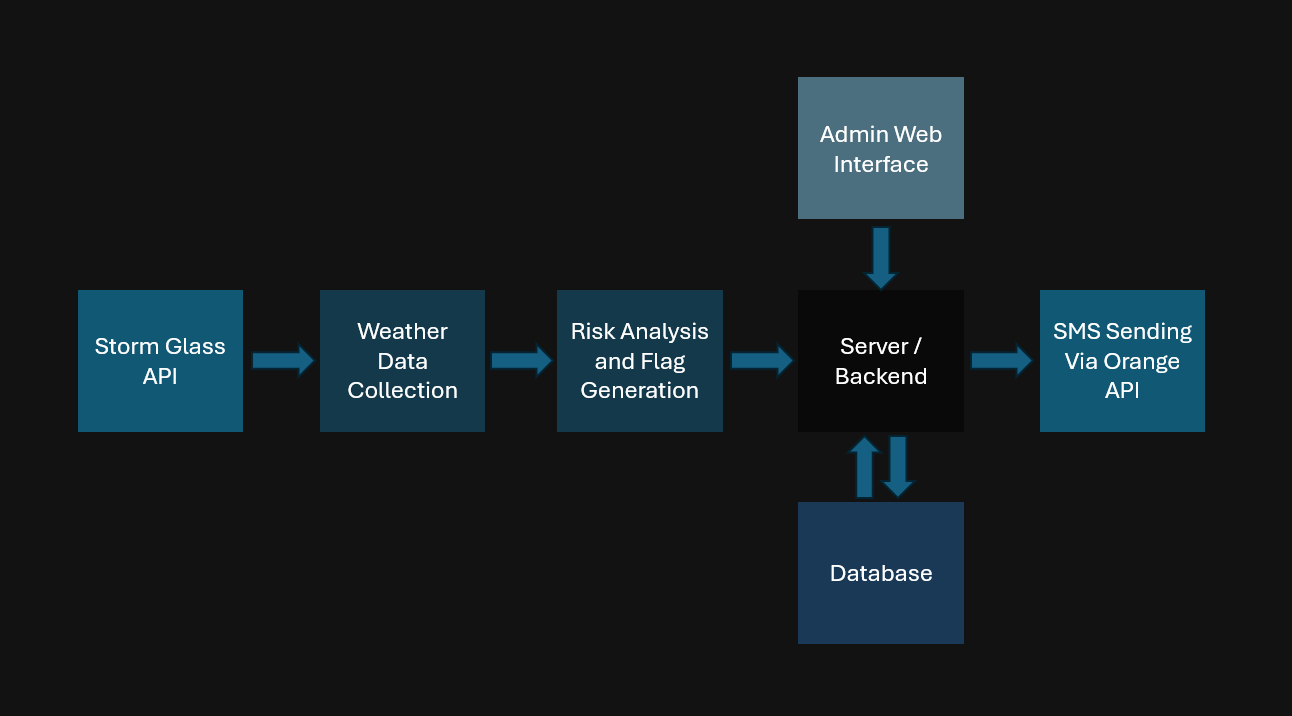 Admin Web
Interface
Storm Glass
API
Weather
Data
Collection
Risk Analysis
and Flag
Generation
Server /
Backend
SMS Sending
Via Orange
API
Database